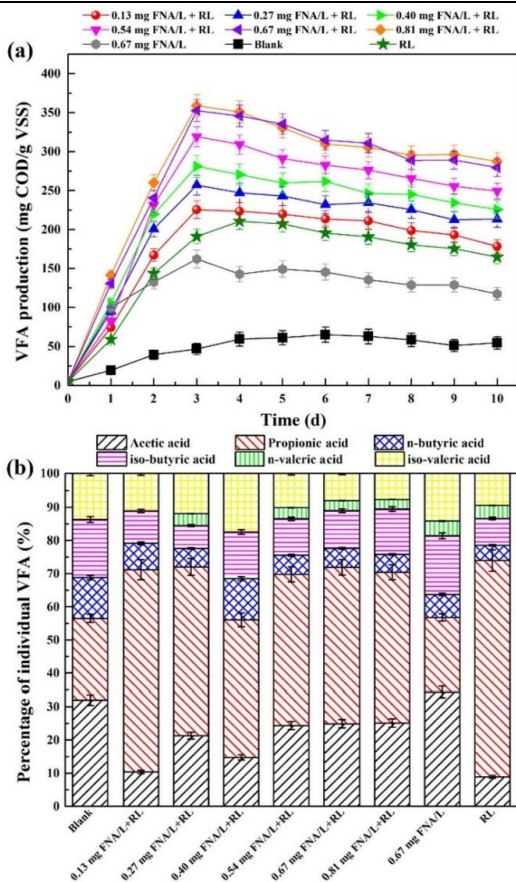 0.13 mg FNA/L + RL 0.27 mg FNA/L + RL 0.40 mg FNA/L + RL
0.54 mg FNA/L + RL 0.67 mg FNA/L + RL 0.81 mg FNA/L + RL
0.67 mg FNA/L Blank RL
(a)
VFA production (mg COD/g VSS)
400
350
300
250
200
150
100
50
0
0 1 2 3 4 5 6 7 8 9 10
Time (d)
Acetic acid Propionic acid n-butyric acid
iso-butyric acid n-valeric acid iso-valeric acid
(b)
Percentage of individual VFA (%)
100
90
80
70
60
50
40
30
20
10
0
Blank
0.13 mg FNA/L+RL
0.27 mg FNA/L+RL
0.40 mg FNA/L+RL
0.54 mg FNA/L+RL
0.67 mg FNA/L+RL
0.81 mg FNA/L+RL
0.67 mg FNA/L
RL